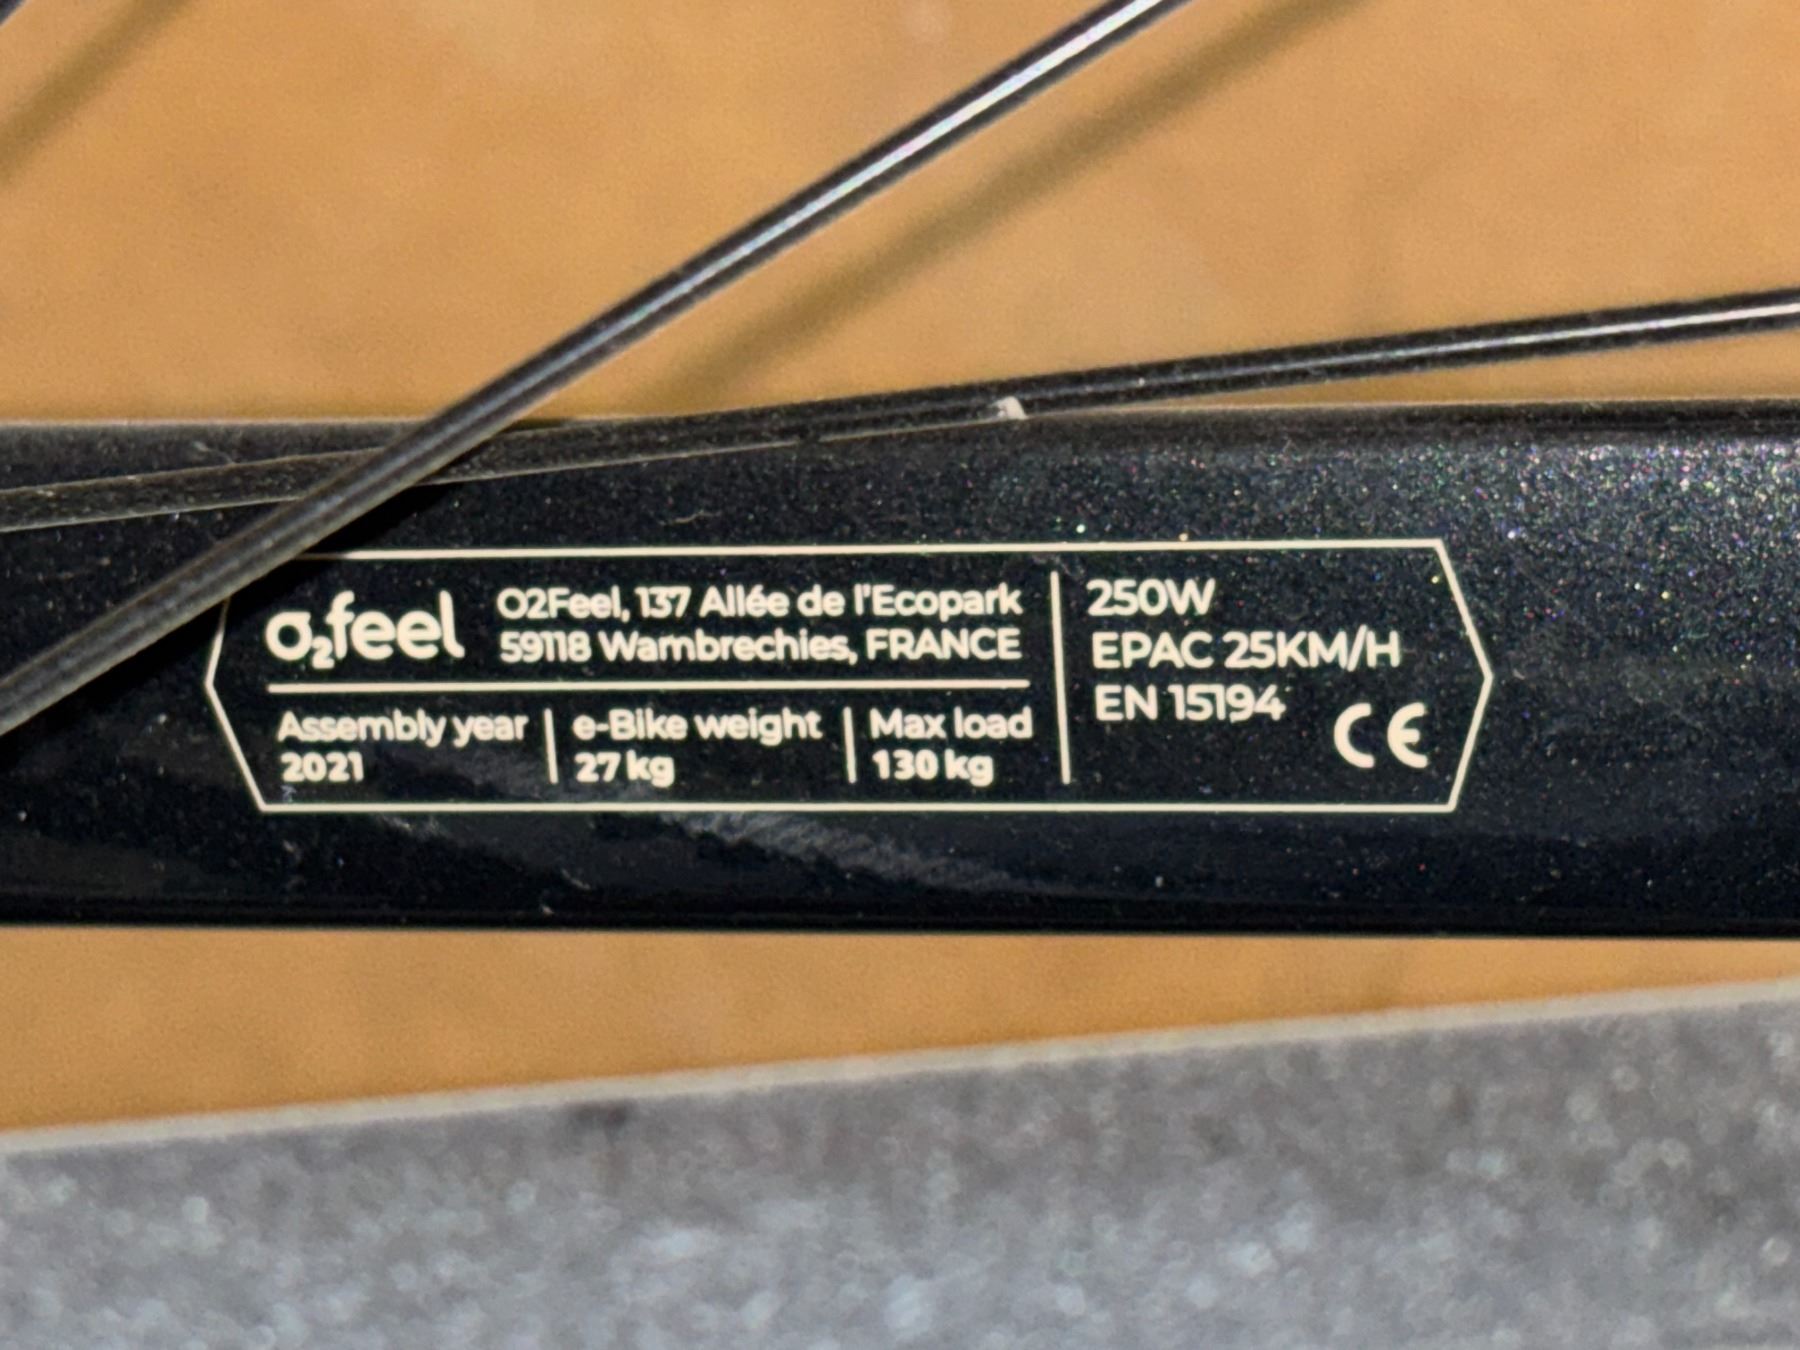 O2feel
O2Feel, 137 Allée de l'Ecopark
59118 Wambrechies, FRANCE
Assembly year
2021
e-Bike weight
27 kg
Max load
130 kg
250W
EPAC 25KM/H
EN 15194
CE